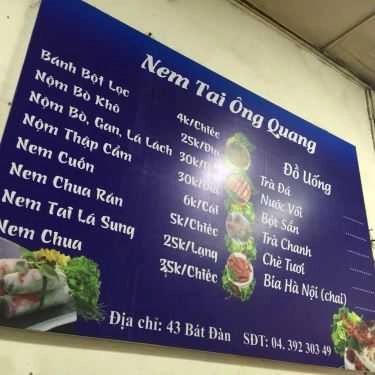 Nem Tai Ông Quang
Bánh Bột Lọc 4k/Chiếc
Nộm Bò Khô 25k/Đĩa
Nộm Bò, Gan, Lá Lách 30k/Đĩa
Nộm Thập Cẩm 30k/Đĩa
Nem Cuốn 6k/Cái
Nem Chua Rán 5k/Chiếc
Nem Tai Lá Sung 25k/Lạng
Nem Chua 35k/Chiếc
Đồ Uống
Trà Đá
Nước Vối
Bột Sắn
Trà Chanh
Chè Tươi
Bia Hà Nội (chai)
Địa chỉ: 43 Bát Đàn SĐT: 04. 392 303 49